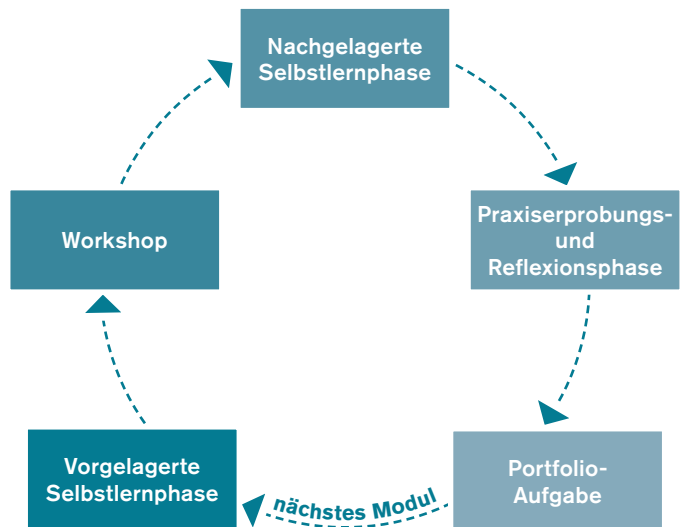 Nachgelagerte
Selbstlernphase
Workshop
Praxiserprobungs-
und
Reflexionsphase
Vorgelagerte
Selbstlernphase
nächstes Modul
Portfolio-
Aufgabe